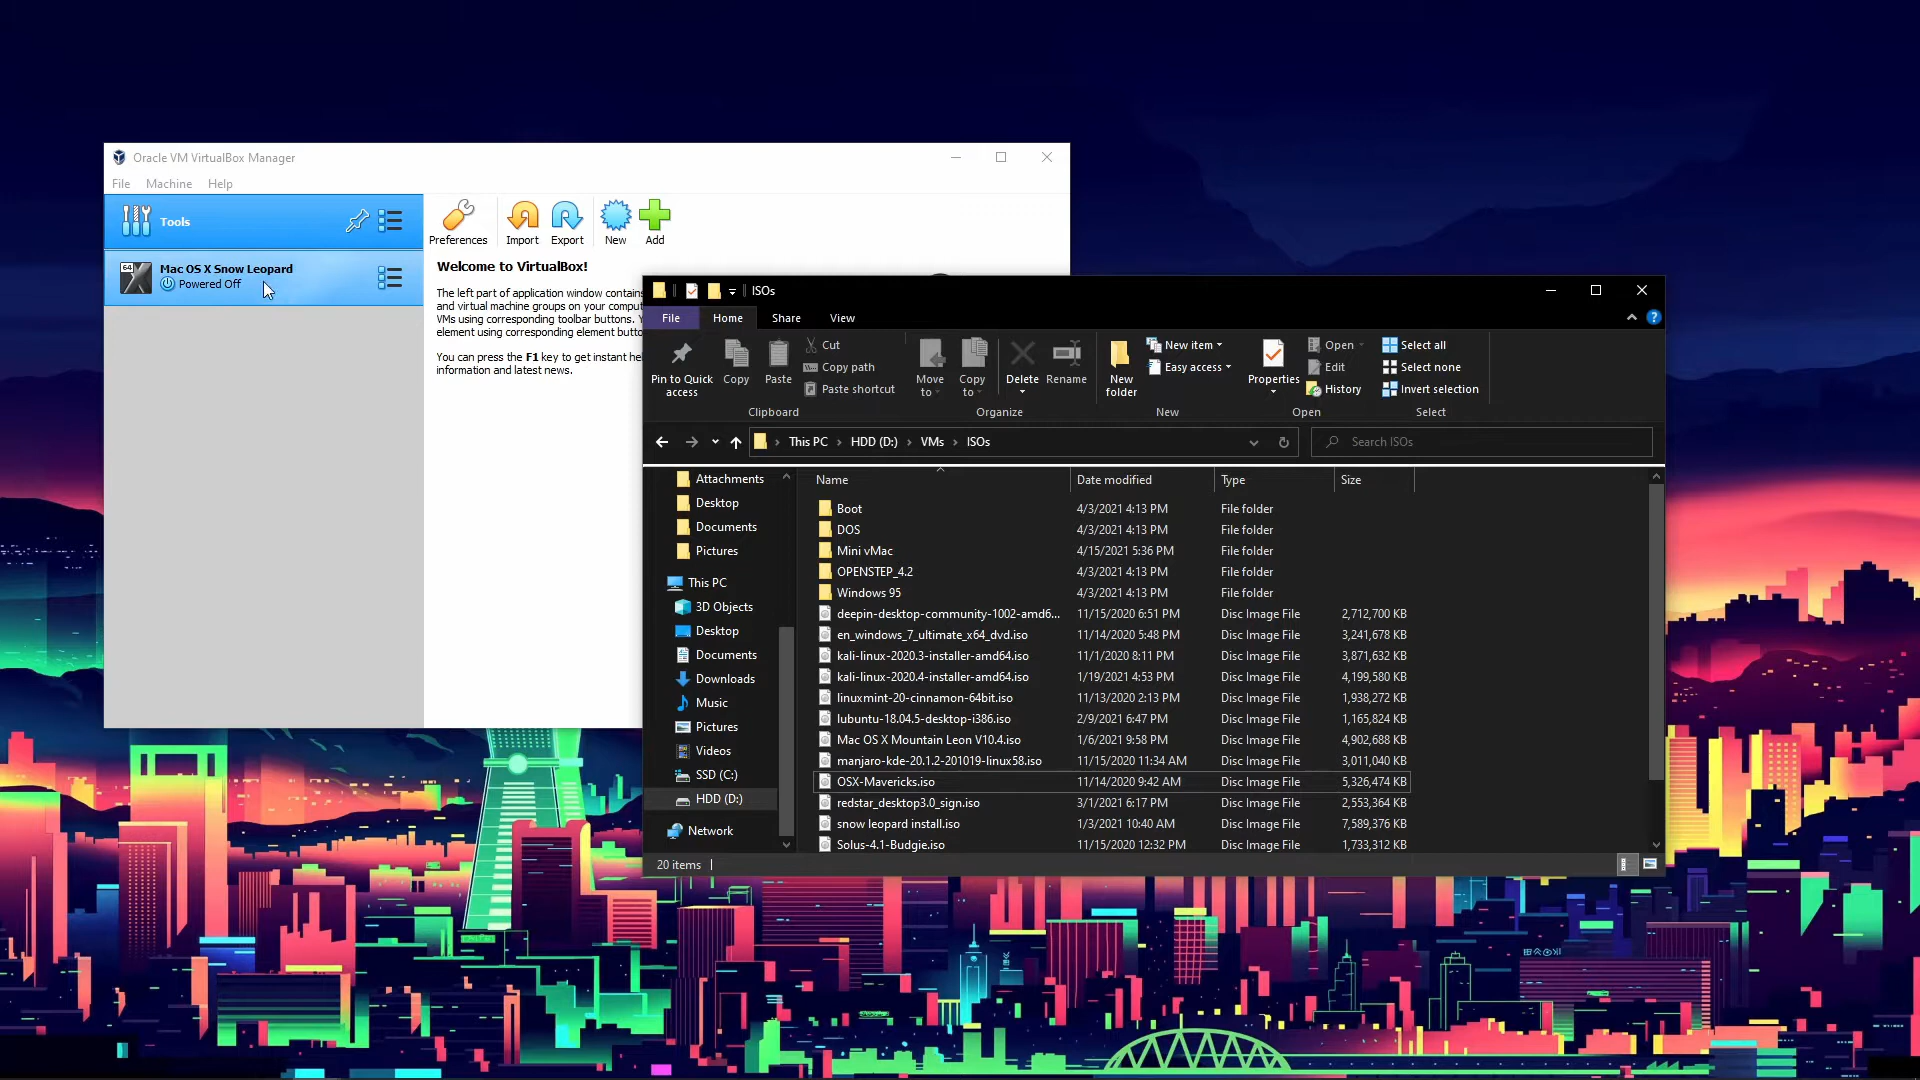 Oracle VM VirtualBox Manager
File Machine Help
Tools
64
Mac OS X Snow Leopard
Powered Off
Preferences Import Export New Add
Welcome to VirtualBox!
The left part of application window contains
and virtual machine groups on your compu
VMs using corresponding toolbar buttons. Y
element using corresponding element butto
You can press the F1 key to get instant hel
information and latest news.
ISOs
File Home Share View
Pin to Quick access
Copy
Paste
Cut
Copy path
Paste shortcut
Clipboard
Move to
Copy to
Delete
Rename
Organize
New folder
New item
Easy access
New
Properties
Open
Edit
History
Open
Select all
Select none
Invert selection
Select
This PC > HDD (D:) > VMs > ISOs
Search ISOs
Attachments
Desktop
Documents
Pictures
This PC
3D Objects
Desktop
Documents
Downloads
Music
Pictures
Videos
SSD (C:)
HDD (D:)
Network
Name Date modified Type Size
Boot 4/3/2021 4:13 PM File folder
DOS 4/3/2021 4:13 PM File folder
Mini vMac 4/15/2021 5:36 PM File folder
OPENSTEP_4.2 4/3/2021 4:13 PM File folder
Windows 95 4/3/2021 4:13 PM File folder
deepin-desktop-community-1002-amd6... 11/15/2020 6:51 PM Disc Image File 2,712,700 KB
en_windows_7_ultimate_x64_dvd.iso 11/14/2020 5:48 PM Disc Image File 3,241,678 KB
kali-linux-2020.3-installer-amd64.iso 11/1/2020 8:11 PM Disc Image File 3,871,632 KB
kali-linux-2020.4-installer-amd64.iso 1/19/2021 4:53 PM Disc Image File 4,199,580 KB
linuxmint-20-cinnamon-64bit.iso 11/13/2020 2:13 PM Disc Image File 1,938,272 KB
lubuntu-18.04.5-desktop-i386.iso 2/9/2021 6:47 PM Disc Image File 1,165,824 KB
Mac OS X Mountain Leon V10.4.iso 1/6/2021 9:58 PM Disc Image File 4,902,688 KB
manjaro-kde-20.1.2-201019-linux58.iso 11/15/2020 11:34 AM Disc Image File 3,011,040 KB
OSX-Mavericks.iso 11/14/2020 9:42 AM Disc Image File 5,326,474 KB
redstar_desktop3.0_sign.iso 3/1/2021 6:17 PM Disc Image File 2,553,364 KB
snow leopard install.iso 1/3/2021 10:40 AM Disc Image File 7,589,376 KB
Solus-4.1-Budgie.iso 11/15/2020 12:32 PM Disc Image File 1,733,312 KB
20 items